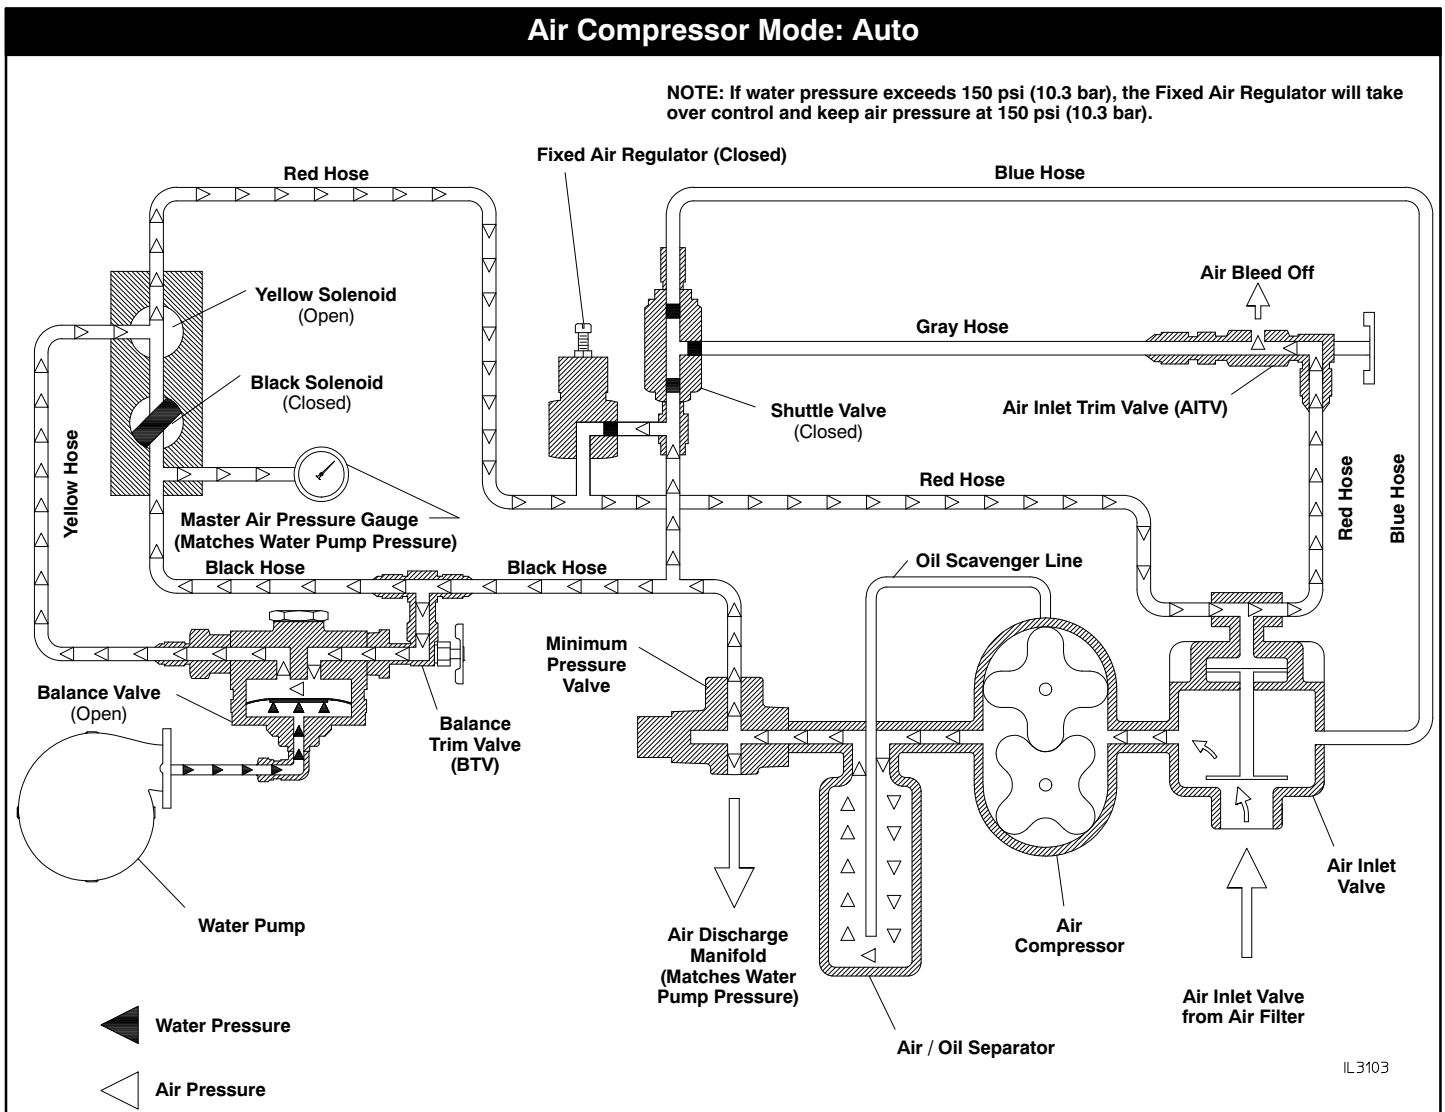 Air Compressor Mode: Auto
NOTE: If water pressure exceeds 150 psi (10.3 bar), the Fixed Air Regulator will take
over control and keep air pressure at 150 psi (10.3 bar).
Fixed Air Regulator (Closed)
Red Hose
Blue Hose
Yellow Solenoid
(Open)
Air Bleed Off
Gray Hose
Black Solenoid
(Closed)
Shuttle Valve
(Closed)
Air Inlet Trim Valve (AITV)
Yellow Hose
Red Hose
Red Hose
Blue Hose
Master Air Pressure Gauge
(Matches Water Pump Pressure)
Black Hose
Black Hose
Oil Scavenger Line
Minimum
Pressure
Valve
Balance Valve
(Open)
Balance
Trim Valve
(BTV)
Air Inlet
Valve
Water Pump
Air Discharge
Manifold
(Matches Water
Pump Pressure)
Air
Compressor
Air Inlet Valve
from Air Filter
Water Pressure
Air / Oil Separator
IL3103
Air Pressure